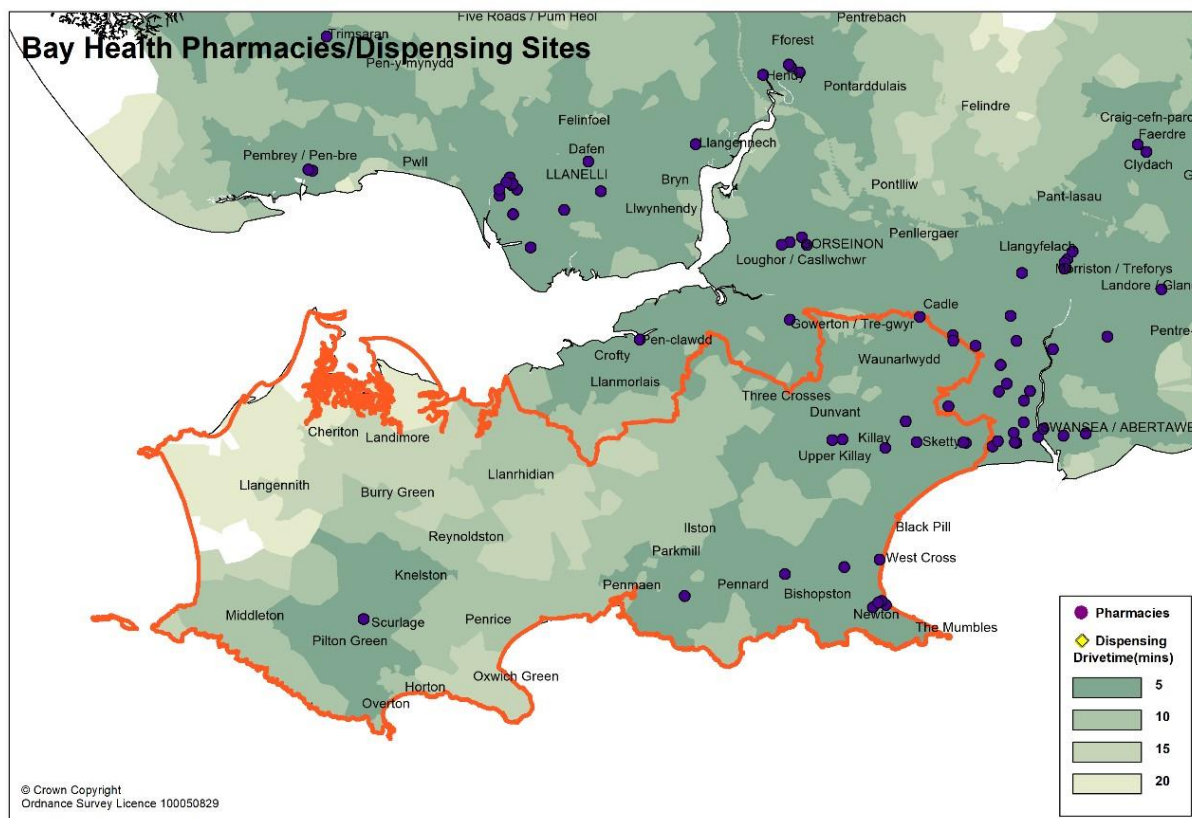 Five Roads / Pum Heol
Pentrebach
Trimsaran
Bay Health Pharmacies/Dispensing Sites
Fforest
Pen-y-mynydd
Hendy
Pontarddulais
Felindre
Felinfoel
Craig-cefn-parc
Faerdre
Dafen
Llangennech
Pembrey / Pen-bre
Pwll
Clydach
LLANELLI
Bryn
Pontlliw
Pant-lasau
Llwynhendy
Penllergaer
ORSEINON
Llangyfelach
Loughor / Casllwchwr
Morriston / Treforys
Landore / Glan
Cadle
Gowerton / Tre-gwyr
Pentre-
Pen-clawdd
Crofty
Waunarlwydd
Llanmorlais
Three Crosses
Dunvant
Cheriton
Landimore
Killay
Sketty
SWANSEA / ABERTAWE
Upper Killay
Llanrhidian
Llangennith
Burry Green
Ilston
Black Pill
Reynoldston
Parkmill
West Cross
Knelston
Penmaen
Pennard
Bishopston
Middleton
Scurlage
Penrice
Newton
The Mumbles
Pilton Green
Oxwich Green
Horton
Overton
Pharmacies
Dispensing
Drivetime(mins)
5
10
15
20
© Crown Copyright
Ordnance Survey Licence 100050829